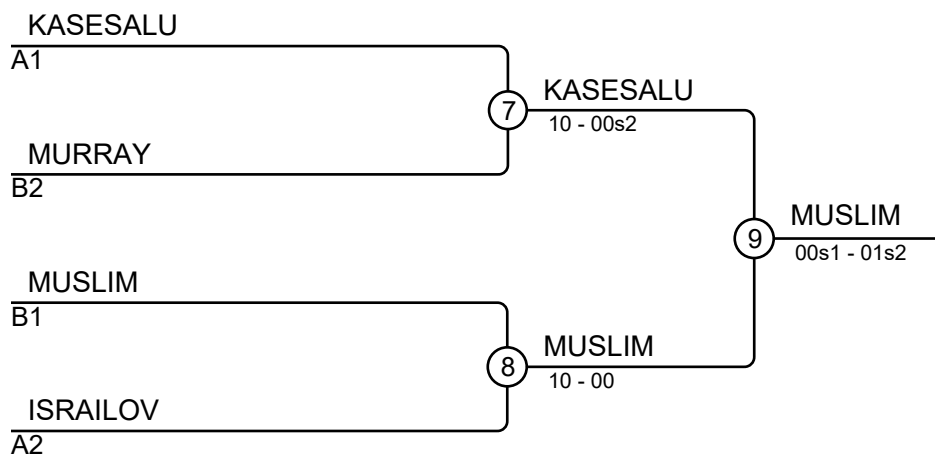 KASESALU
A1
7
KASESALU
10 - 00s2
MURRAY
B2
9
MUSLIM
00s1 - 01s2
MUSLIM
B1
8
MUSLIM
10 - 00
ISRAILOV
A2